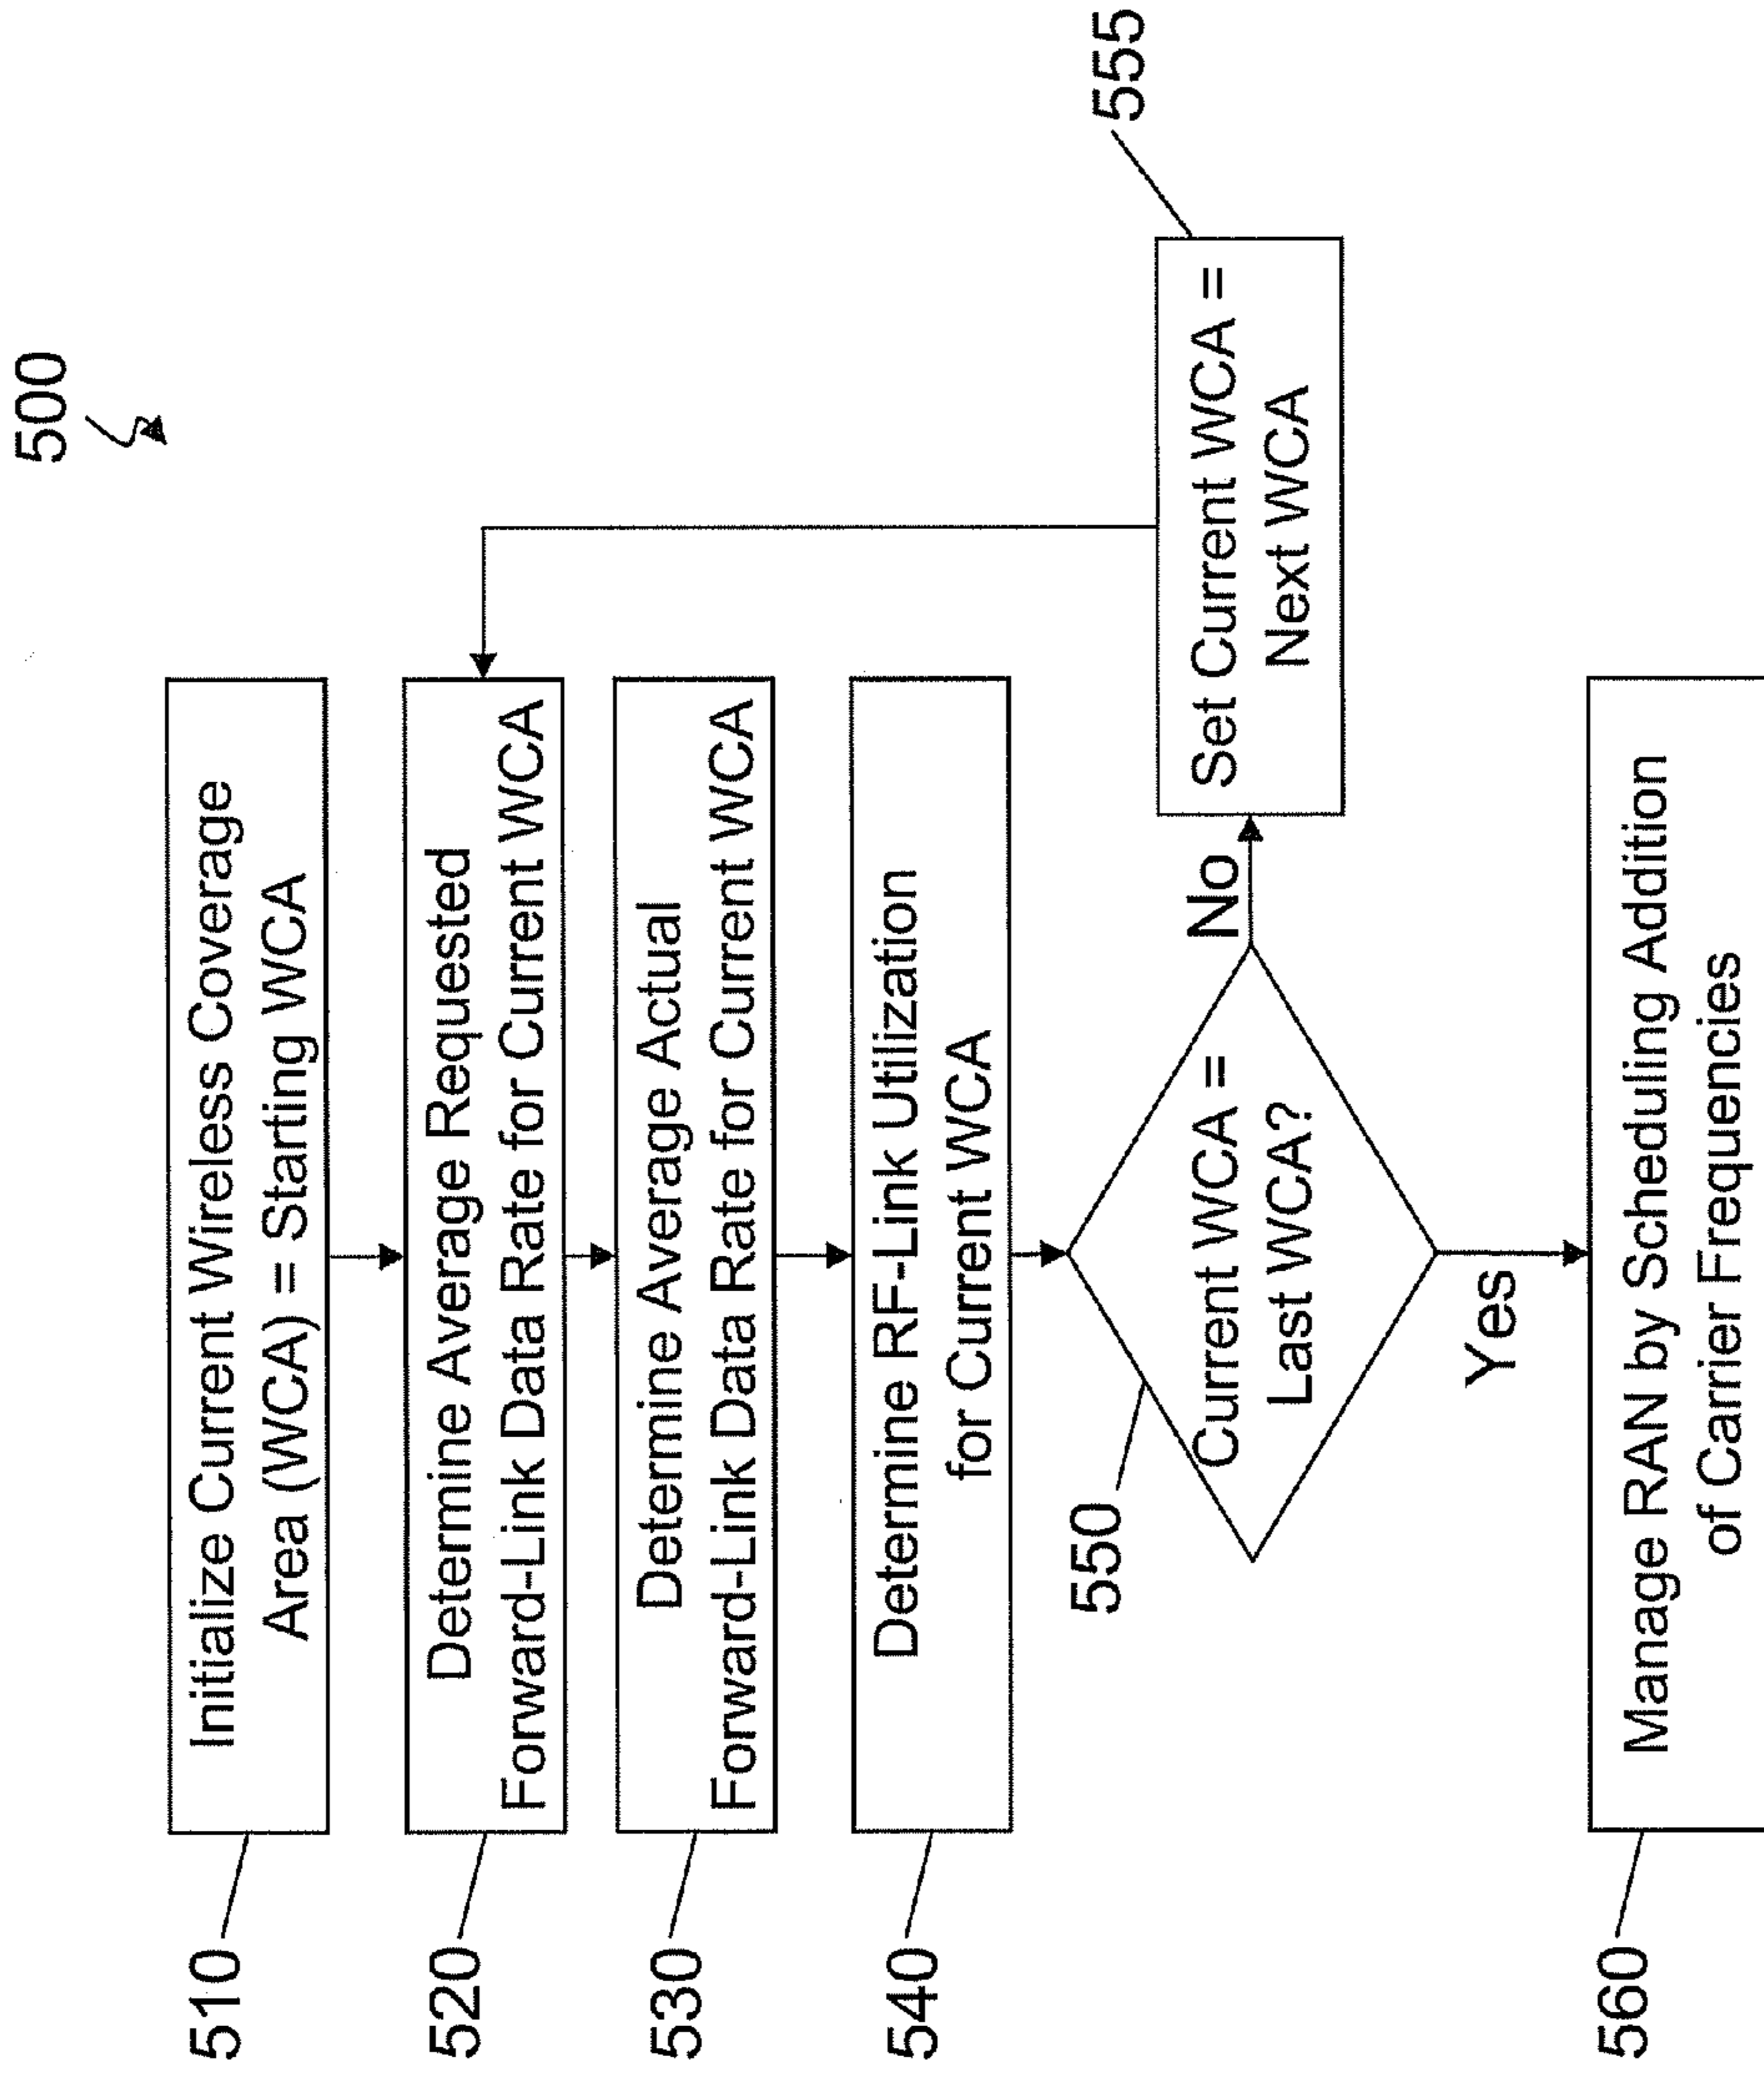 500
510
Initialize Current Wireless Coverage
Area (WCA) = Starting WCA
520
Determine Average Requested
Forward-Link Data Rate for Current WCA
530
Determine Average Actual
Forward-Link Data Rate for Current WCA
540
Determine RF-Link Utilization
for Current WCA
550
Current WCA =
Last WCA?
No
Set Current WCA =
Next WCA
555
Yes
560
Manage RAN by Scheduling Addition
of Carrier Frequencies